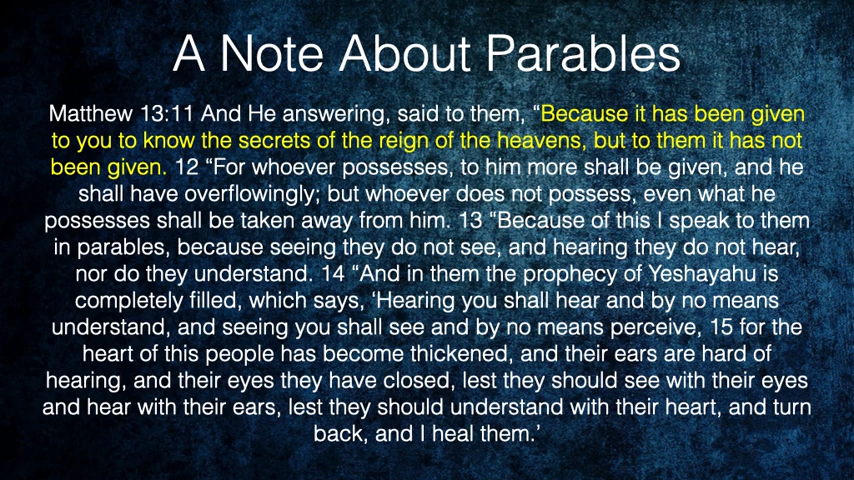 A Note About Parables
Matthew 13:11 And He answering, said to them, “Because it has been given
to you to know the secrets of the reign of the heavens, but to them it has not
been given. 12 “For whoever possesses, to him more shall be given, and he
shall have overflowingly; but whoever does not possess, even what he
possesses shall be taken away from him. 13 “Because of this I speak to them
in parables, because seeing they do not see, and hearing they do not hear,
nor do they understand. 14 “And in them the prophecy of Yeshayahu is
completely filled, which says, ‘Hearing you shall hear and by no means
understand, and seeing you shall see and by no means perceive, 15 for the
heart of this people has become thickened, and their ears are hard of
hearing, and their eyes they have closed, lest they should see with their eyes
and hear with their ears, lest they should understand with their heart, and turn
back, and I heal them.’